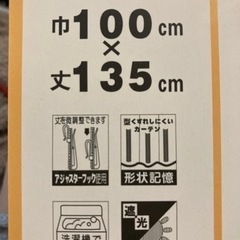 巾100cm
×
丈135cm
丈を微調整できます
アジャスターフック使用
型くずれしにくい
カーテン
形状記憶
洗濯機で
遮光